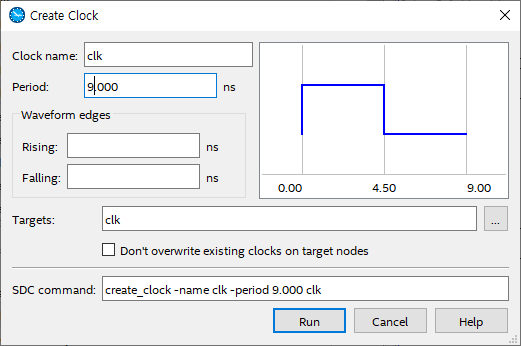 Create Clock
Clock name: clk
Period: 9.000 ns
Waveform edges
Rising: ns
Falling: ns
0.00 4.50 9.00
Targets: clk ...
Don't overwrite existing clocks on target nodes
SDC command: create_clock -name clk -period 9.000 clk
Run Cancel Help